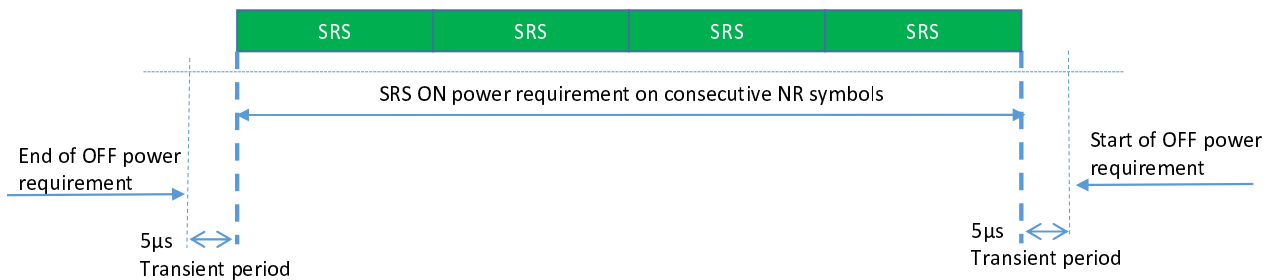 SRS SRS SRS SRS
SRS ON power requirement on consecutive NR symbols
End of OFF power
requirement
Start of OFF power
requirement
5μs
Transient period
5μs
Transient period